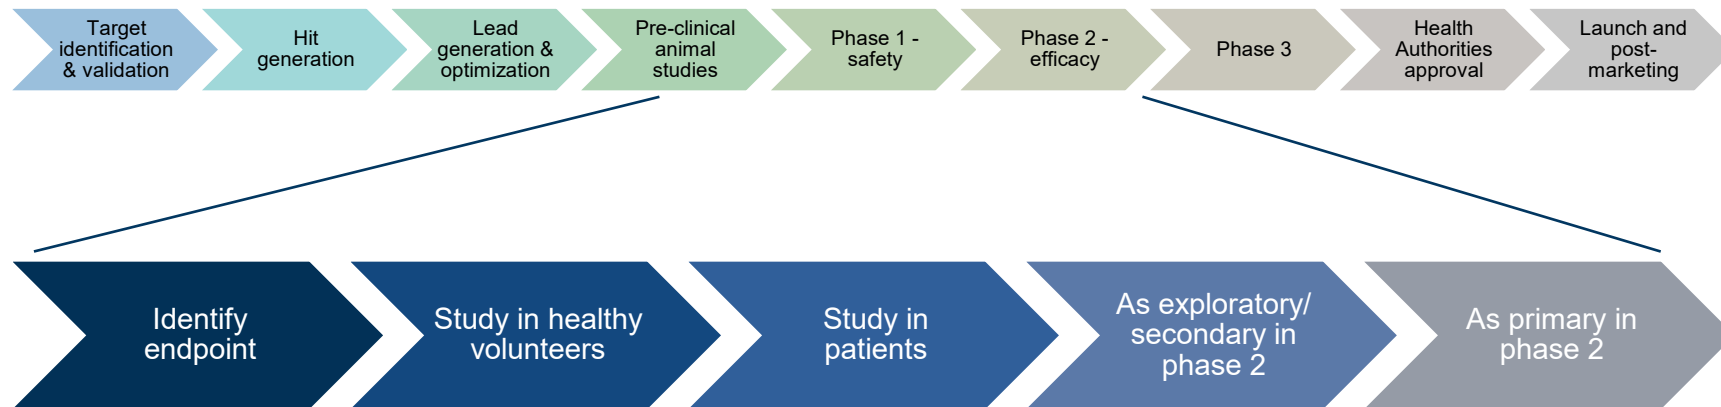 Target
identification
& validation
Hit
generation
Lead
generation &
optimization
Pre-clinical
animal
studies
Phase 1 -
safety
Phase 2 -
efficacy
Phase 3
Health
Authorities
approval
Launch and
post-
marketing
Identify
endpoint
Study in healthy
volunteers
Study in
patients
As exploratory/
secondary in
phase 2
As primary in
phase 2